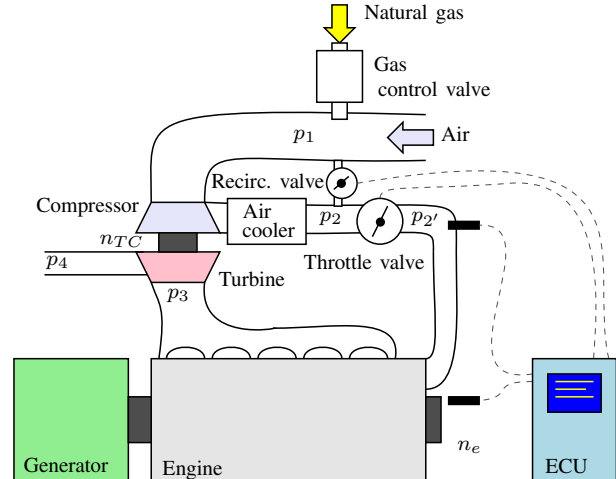 Natural gas
Gas
control valve
p1
Air
Recirc. valve
Compressor
Air
cooler
p2
p2'
nTC
Throttle valve
p4
Turbine
p3
ne
Generator
Engine
ECU